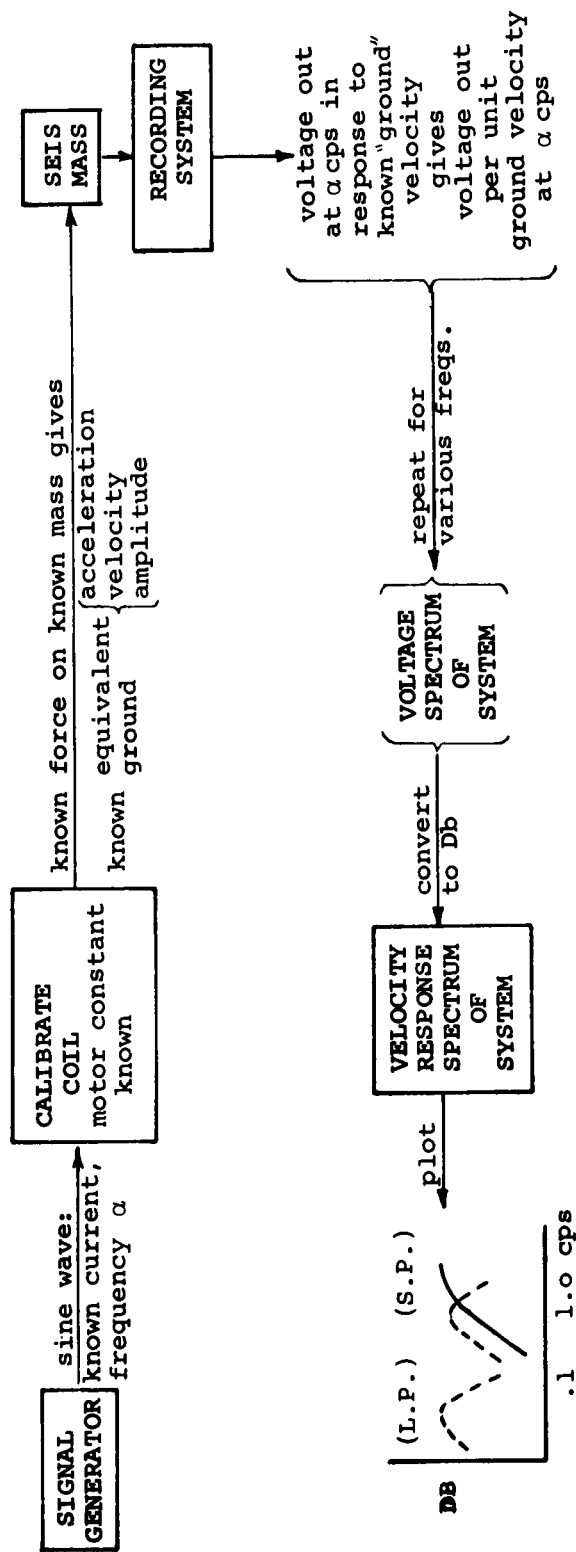 SIGNAL
GENERATOR
sine wave:
known current,
frequency α
CALIBRATE
COIL
motor constant
known
known force on known mass gives
known equivalent
ground
acceleration
velocity
amplitude
SEIS
MASS
RECORDING
SYSTEM
voltage out
at α cps in
response to
known "ground"
velocity
gives
voltage out
per unit
ground velocity
at α cps
repeat for
various freqs.
VOLTAGE
SPECTRUM
OF
SYSTEM
convert
to Db
VELOCITY
RESPONSE
SPECTRUM
OF
SYSTEM
plot
(L.P.) (S.P.)
DB
.1 1.0 cps